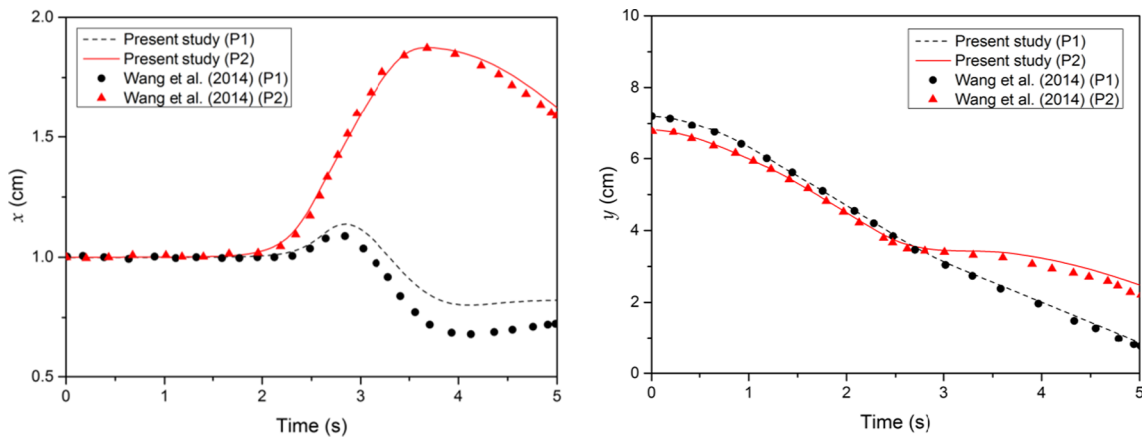 2.0
1.5
1.0
0.5
x (cm)
Present study (P1)
Present study (P2)
Wang et al. (2014) (P1)
Wang et al. (2014) (P2)
0 1 2 3 4 5
Time (s)
10
8
6
4
2
0
y (cm)
Present study (P1)
Present study (P2)
Wang et al. (2014) (P1)
Wang et al. (2014) (P2)
0 1 2 3 4 5
Time (s)